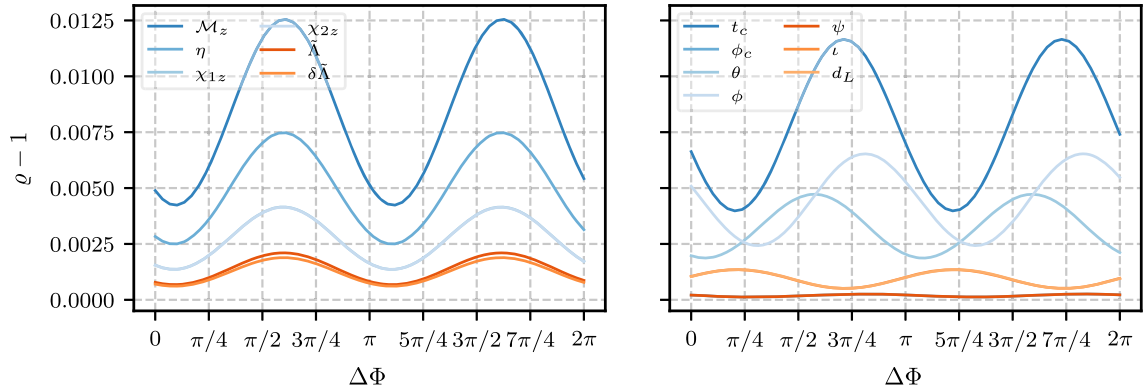 0.0125
0.0100
0.0075
0.0050
0.0025
0.0000
ϱ − 1
ℳz
η
χ1z
χ2z
Λ̃
δΛ̃
0 π/4 π/2 3π/4 π 5π/4 3π/2 7π/4 2π
ΔΦ
tc
ϕc
θ
ϕ
ψ
ι
dL
0 π/4 π/2 3π/4 π 5π/4 3π/2 7π/4 2π
ΔΦ